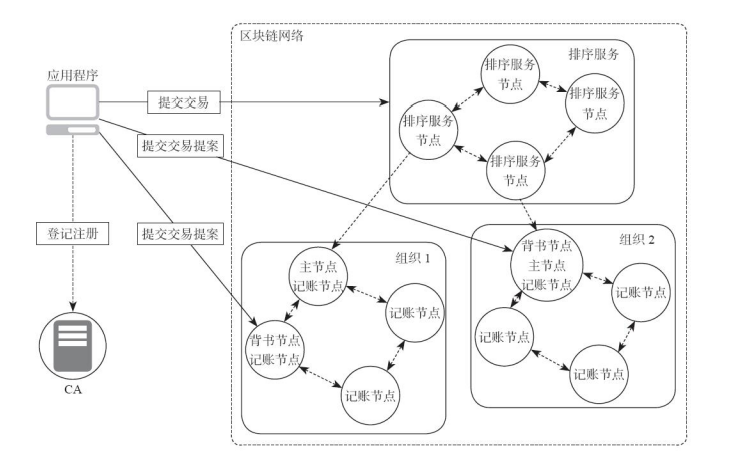 区块链网络
排序服务
应用程序
排序服务
节点
排序服务
节点
提交交易
排序服务
节点
提交交易提案
排序服务
节点
登记注册
提交交易提案
组织 1
组织 2
背书节点
主节点
记账节点
主节点
记账节点
记账节点
记账节点
背书节点
记账节点
记账节点
记账节点
记账节点
CA